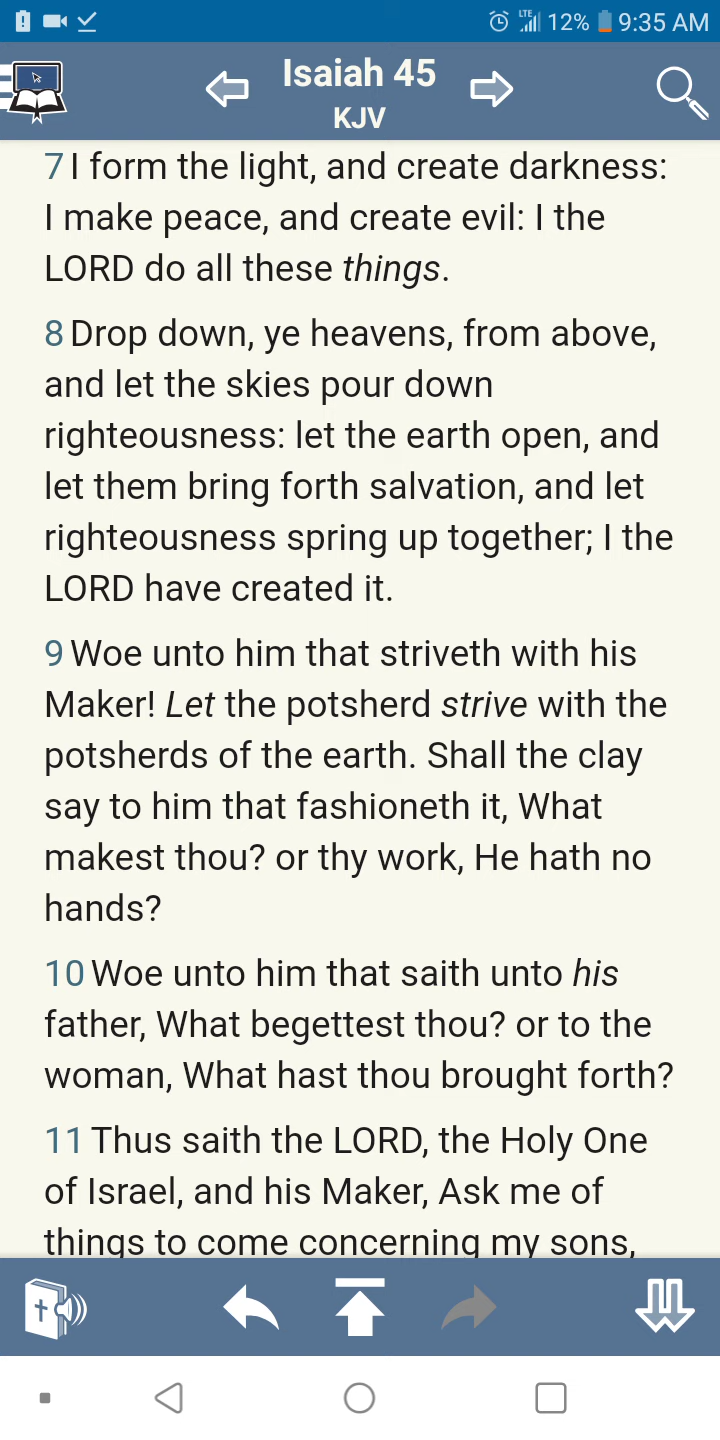 LTE 12% 9:35 AM
Isaiah 45
KJV
7 I form the light, and create darkness:
I make peace, and create evil: I the
LORD do all these things.
8 Drop down, ye heavens, from above,
and let the skies pour down
righteousness: let the earth open, and
let them bring forth salvation, and let
righteousness spring up together; I the
LORD have created it.
9 Woe unto him that striveth with his
Maker! Let the potsherd strive with the
potsherds of the earth. Shall the clay
say to him that fashioneth it, What
makest thou? or thy work, He hath no
hands?
10 Woe unto him that saith unto his
father, What begettest thou? or to the
woman, What hast thou brought forth?
11 Thus saith the LORD, the Holy One
of Israel, and his Maker, Ask me of
things to come concerning my sons,